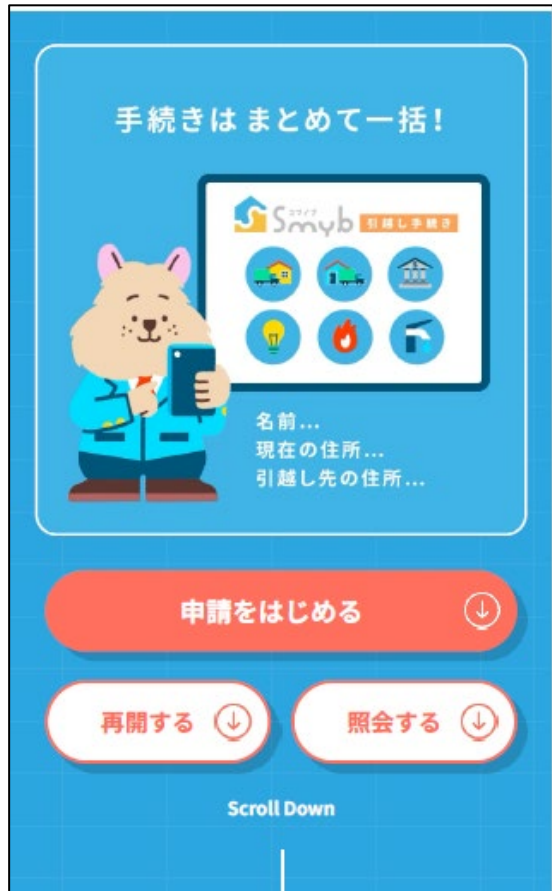 手続きは まとめて一括!
スマイブ
Smyb 引越し手続き
名前...
現在の住所...
引越し先の住所...
申請をはじめる
再開する
照会する
Scroll Down